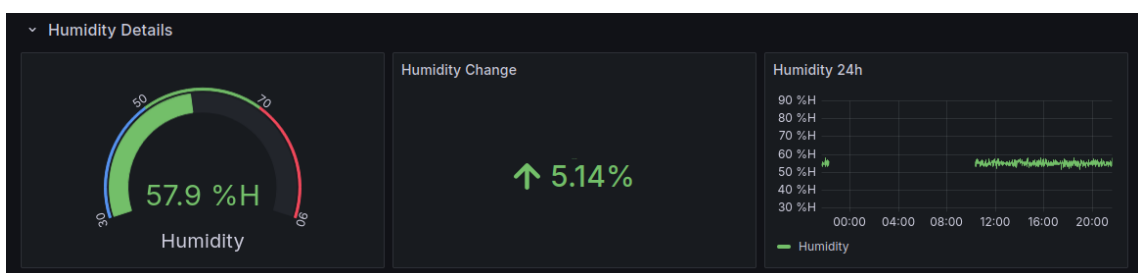 Humidity Details
30
50
70
90
57.9 %H
Humidity
Humidity Change
5.14%
Humidity 24h
90 %H
80 %H
70 %H
60 %H
50 %H
40 %H
30 %H
00:00 04:00 08:00 12:00 16:00 20:00
Humidity